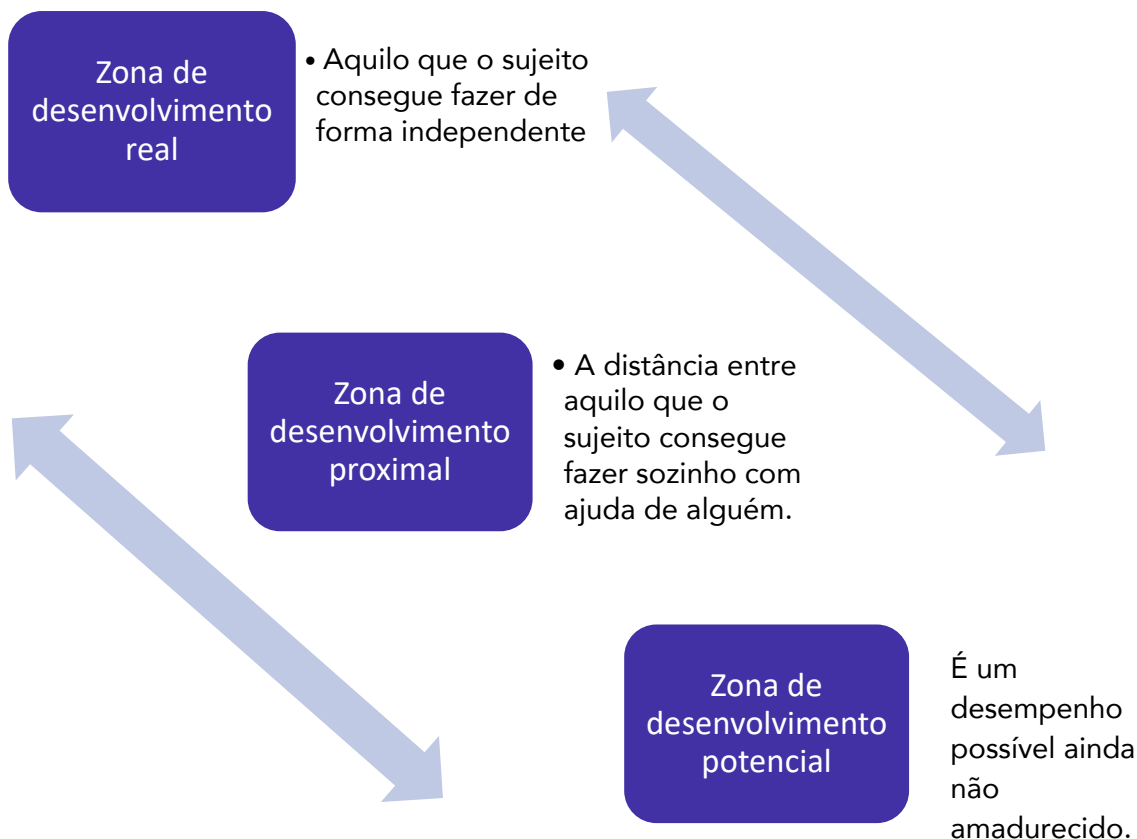 Zona de
desenvolvimento
real
• Aquilo que o sujeito
consegue fazer de
forma independente
Zona de
desenvolvimento
proximal
• A distância entre
aquilo que o
sujeito consegue
fazer sozinho com
ajuda de alguém.
Zona de
desenvolvimento
potencial
É um
desempenho
possível ainda
não
amadurecido.